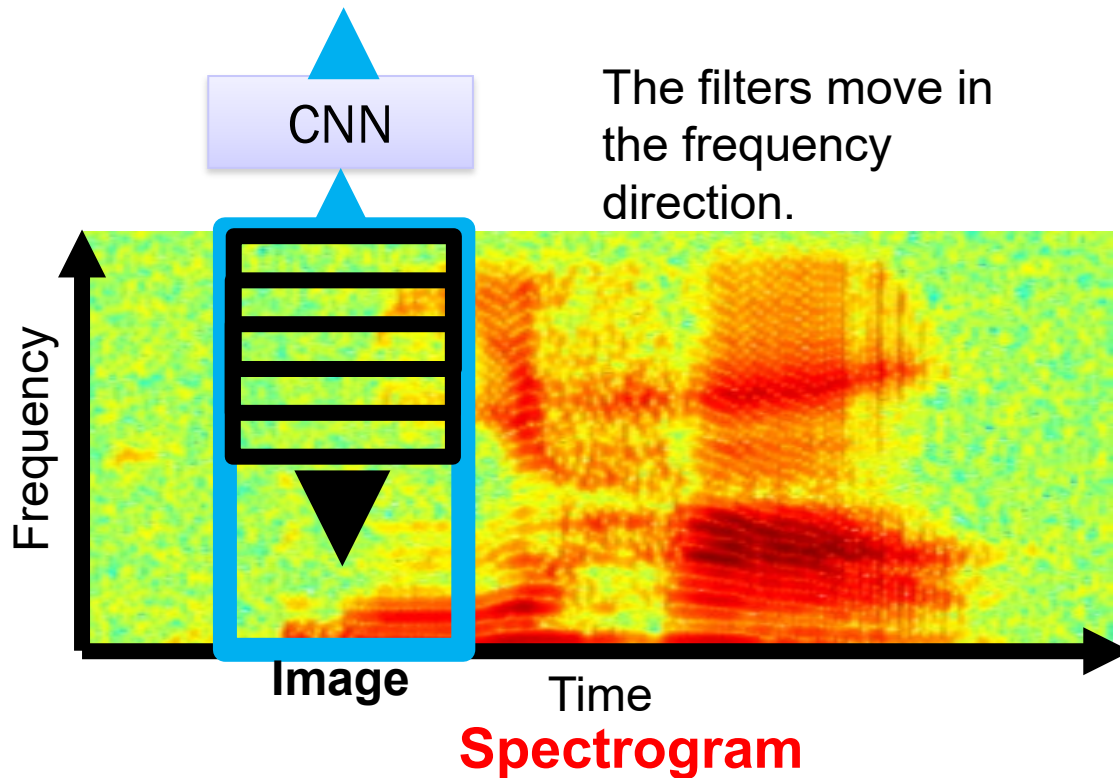 CNN
The filters move in
the frequency
direction.
Frequency
Image
Time
Spectrogram